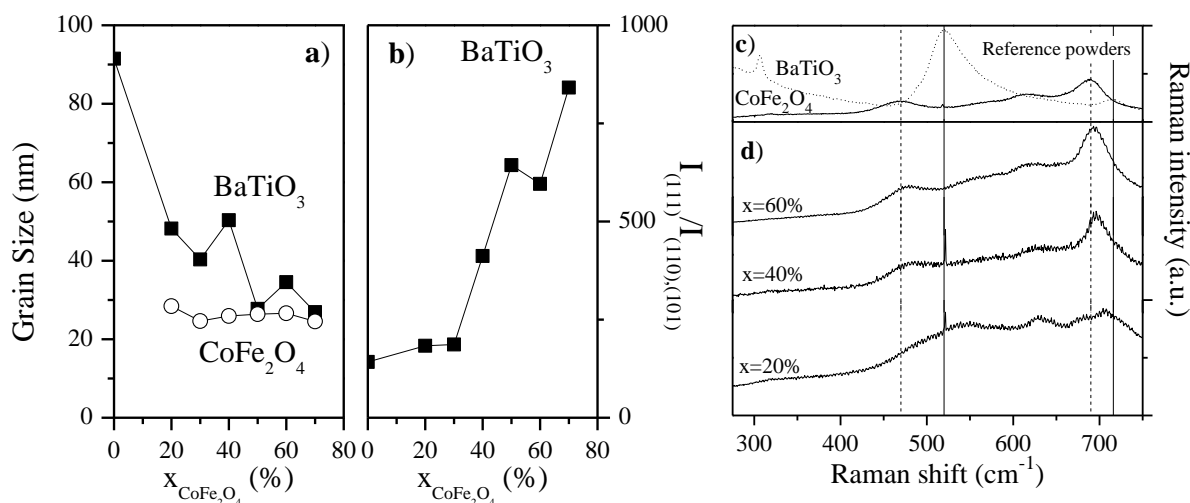 100
80
60
40
20
0
Grain Size (nm)
a)
BaTiO3
CoFe2O4
0 20 40 60 80
xCoFe2O4 (%)
b)
BaTiO3
1000
500
0
I(111)/I(110),(101)
0 20 40 60 80
xCoFe2O4 (%)
c)
Reference powders
BaTiO3
CoFe2O4
d)
x=60%
x=40%
x=20%
300 400 500 600 700
Raman shift (cm-1)
Raman intensity (a.u.)